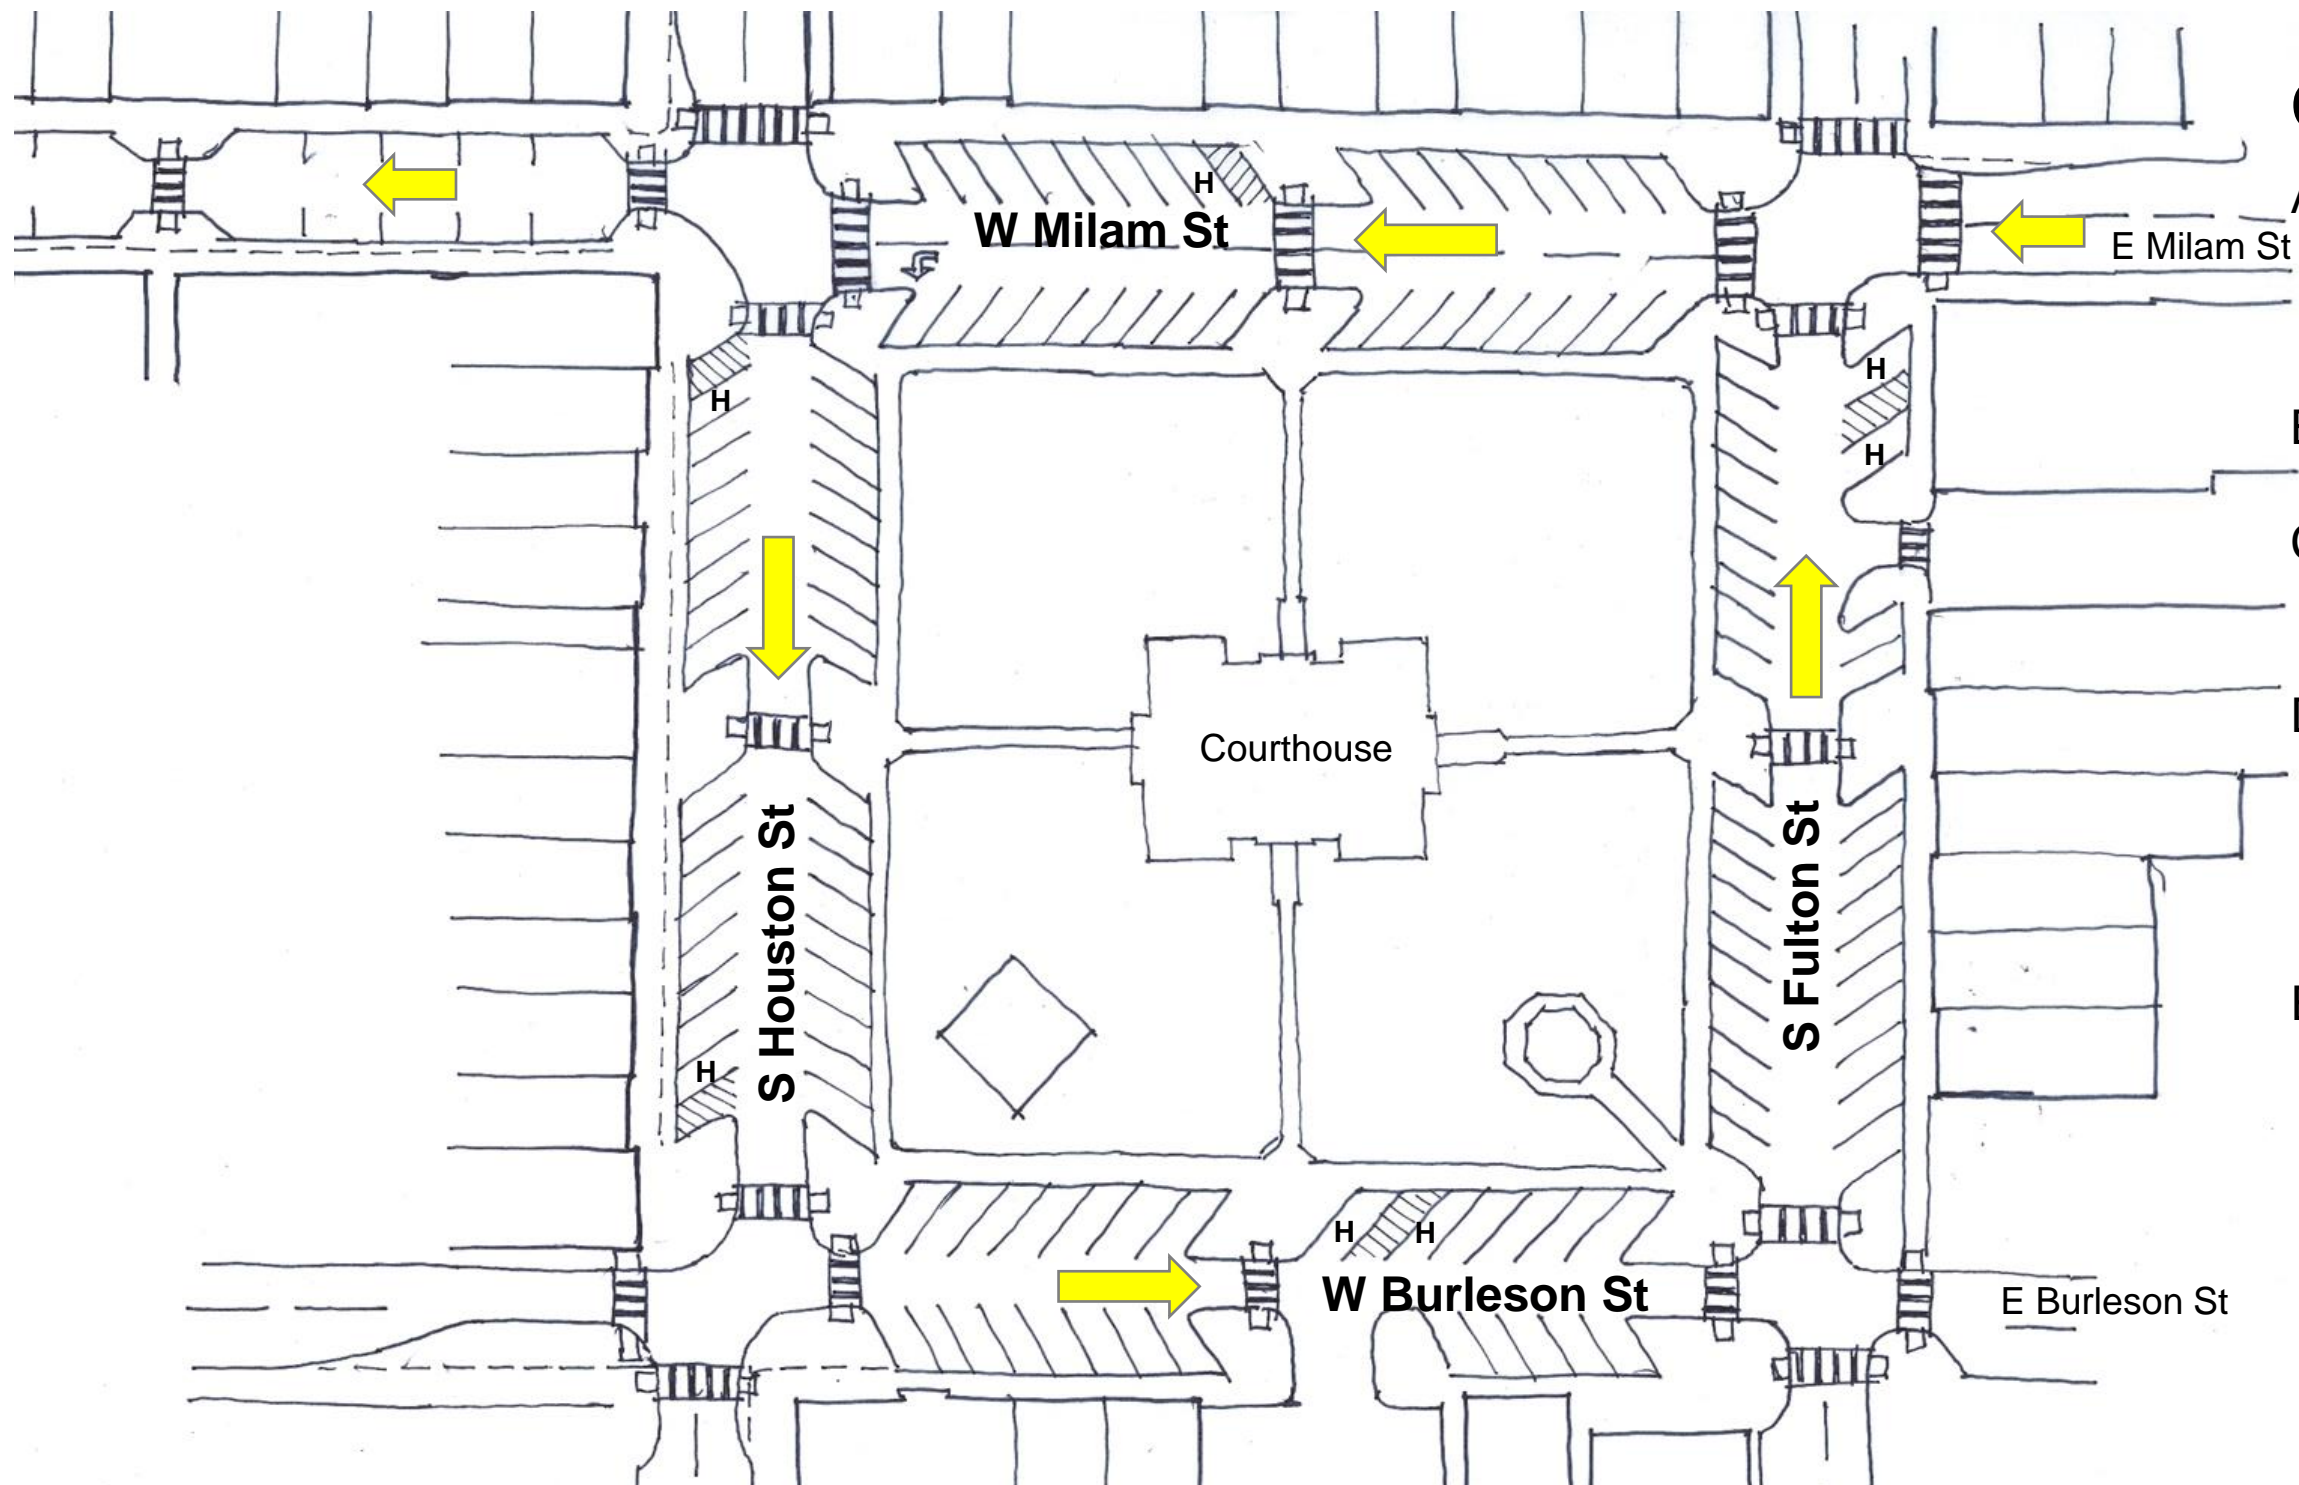 H
W Milam St
E Milam St
H
H
H
Courthouse
S Houston St
S Fulton St
H
H
H
W Burleson St
E Burleson St